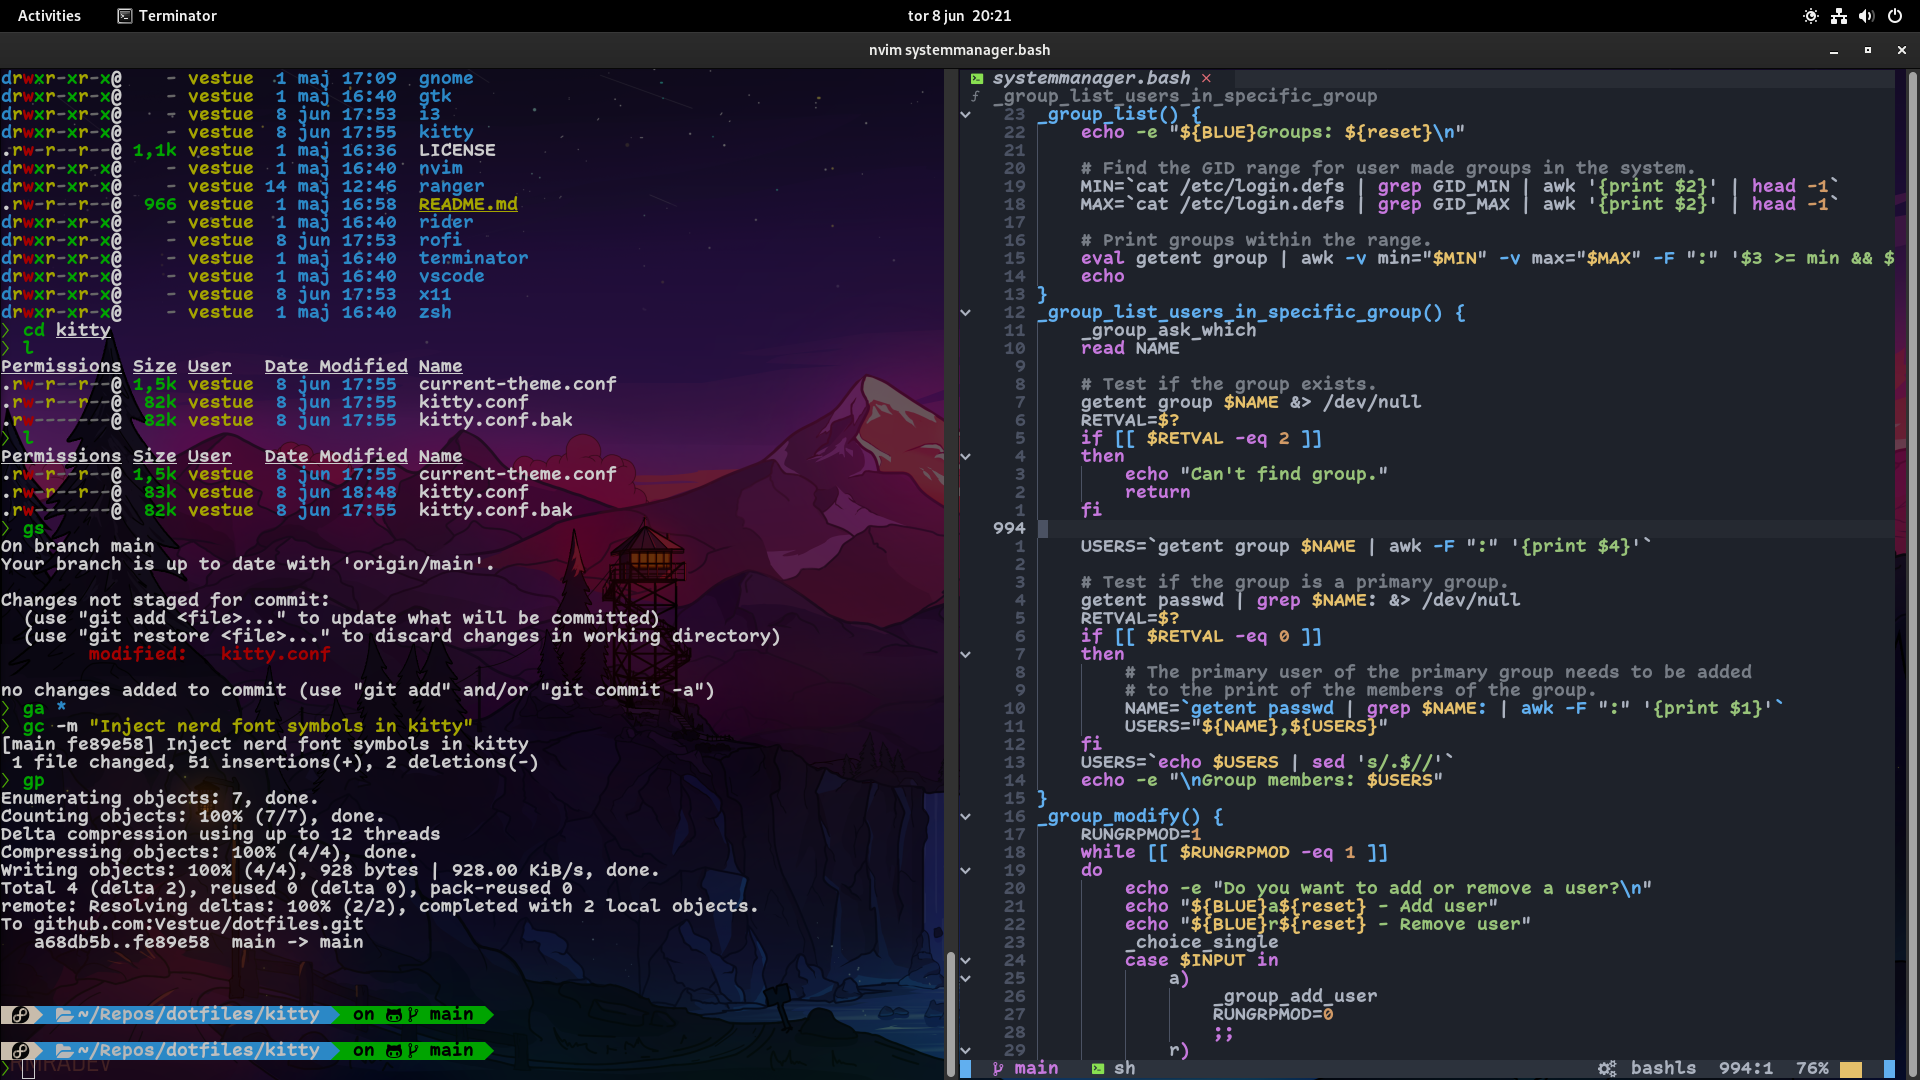 Activities Terminator tor 8 jun 20:21
nvim systemmanager.bash
drwxr-xr-x@ - vestue 1 maj 17:09 gnome
drwxr-xr-x@ - vestue 1 maj 16:40 gtk
drwxr-xr-x@ - vestue 8 jun 17:53 i3
drwxr-xr-x@ - vestue 8 jun 17:55 kitty
.rw-r--r--@ 1,1k vestue 1 maj 16:36 LICENSE
drwxr-xr-x@ - vestue 1 maj 16:40 nvim
drwxr-xr-x@ - vestue 14 maj 12:46 ranger
.rw-r--r--@ 966 vestue 1 maj 16:58 README.md
drwxr-xr-x@ - vestue 1 maj 16:40 rider
drwxr-xr-x@ - vestue 8 jun 17:53 rofi
drwxr-xr-x@ - vestue 1 maj 16:40 terminator
drwxr-xr-x@ - vestue 1 maj 16:40 vscode
drwxr-xr-x@ - vestue 8 jun 17:53 x11
drwxr-xr-x@ - vestue 1 maj 16:40 zsh
❯ cd kitty
❯ l
Permissions Size User Date Modified Name
.rw-r--r--@ 1,5k vestue 8 jun 17:55 current-theme.conf
.rw-r--r--@ 82k vestue 8 jun 17:55 kitty.conf
.rw-------@ 82k vestue 8 jun 17:55 kitty.conf.bak
❯ l
Permissions Size User Date Modified Name
.rw-r--r--@ 1,5k vestue 8 jun 17:55 current-theme.conf
.rw-r--r--@ 83k vestue 8 jun 18:48 kitty.conf
.rw-------@ 82k vestue 8 jun 17:55 kitty.conf.bak
❯ gs
On branch main
Your branch is up to date with 'origin/main'.
Changes not staged for commit:
(use "git add <file>..." to update what will be committed)
(use "git restore <file>..." to discard changes in working directory)
modified: kitty.conf
no changes added to commit (use "git add" and/or "git commit -a")
❯ ga *
❯ gc -m "Inject nerd font symbols in kitty"
[main fe89e58] Inject nerd font symbols in kitty
1 file changed, 51 insertions(+), 2 deletions(-)
❯ gp
Enumerating objects: 7, done.
Counting objects: 100% (7/7), done.
Delta compression using up to 12 threads
Compressing objects: 100% (4/4), done.
Writing objects: 100% (4/4), 928 bytes | 928.00 KiB/s, done.
Total 4 (delta 2), reused 0 (delta 0), pack-reused 0
remote: Resolving deltas: 100% (2/2), completed with 2 local objects.
To github.com:Vestue/dotfiles.git
a68db5b..fe89e58 main -> main
~/Repos/dotfiles/kitty on main
~/Repos/dotfiles/kitty on main
❯
systemmanager.bash ×
ƒ _group_list_users_in_specific_group
23 _group_list() {
22 echo -e "${BLUE}Groups: ${reset}\n"
21
20 # Find the GID range for user made groups in the system.
19 MIN=`cat /etc/login.defs | grep GID_MIN | awk '{print $2}' | head -1`
18 MAX=`cat /etc/login.defs | grep GID_MAX | awk '{print $2}' | head -1`
17
16 # Print groups within the range.
15 eval getent group | awk -v min="$MIN" -v max="$MAX" -F ":" '$3 >= min && $
14 echo
13 }
12 _group_list_users_in_specific_group() {
11 _group_ask_which
10 read NAME
9
8 # Test if the group exists.
7 getent group $NAME &> /dev/null
6 RETVAL=$?
5 if [[ $RETVAL -eq 2 ]]
4 then
3 echo "Can't find group."
2 return
1 fi
994
1 USERS=`getent group $NAME | awk -F ":" '{print $4}'`
2
3 # Test if the group is a primary group.
4 getent passwd | grep $NAME: &> /dev/null
5 RETVAL=$?
6 if [[ $RETVAL -eq 0 ]]
7 then
8 # The primary user of the primary group needs to be added
9 # to the print of the members of the group.
10 NAME=`getent passwd | grep $NAME: | awk -F ":" '{print $1}'`
11 USERS="${NAME},${USERS}"
12 fi
13 USERS=`echo $USERS | sed 's/.$//'`
14 echo -e "\nGroup members: $USERS"
15 }
16 _group_modify() {
17 RUNGRPMOD=1
18 while [[ $RUNGRPMOD -eq 1 ]]
19 do
20 echo -e "Do you want to add or remove a user?\n"
21 echo "${BLUE}a${reset} - Add user"
22 echo "${BLUE}r${reset} - Remove user"
23 _choice_single
24 case $INPUT in
25 a)
26 _group_add_user
27 RUNGRPMOD=0
28 ;;
29 r)
main sh bashls 994:1 76%